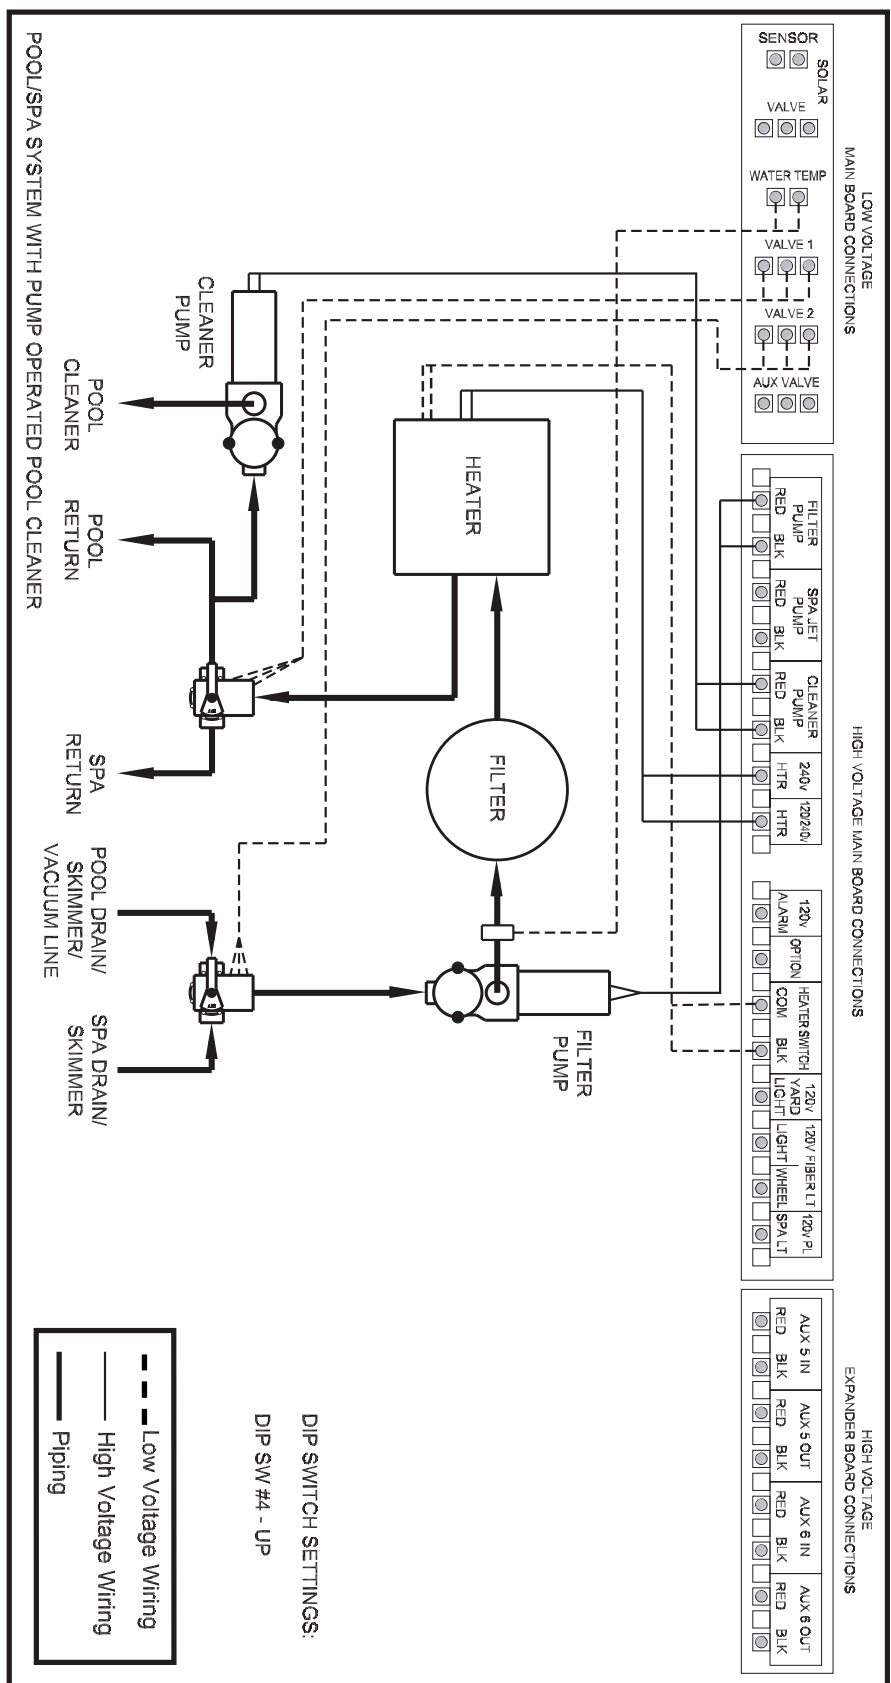 LOW VOLTAGE
MAIN BOARD CONNECTIONS
HIGH VOLTAGE MAIN BOARD CONNECTIONS
HIGH VOLTAGE
EXPANDER BOARD CONNECTIONS
SENSOR
SOLAR
VALVE
WATER TEMP
VALVE 1
VALVE 2
AUX VALVE
FILTER
PUMP
RED BLK
SPA JET
PUMP
RED BLK
CLEANER
PUMP
RED BLK
240v
HTR
120/240v
HTR
120v
ALARM
OPTION
HEATER SWITCH
COM BLK
120v
YARD
LIGHT
120V FIBER LT
LIGHT WHEEL
120v PL
SPA LT
AUX 5 IN
RED BLK
AUX 5 OUT
RED BLK
AUX 6 IN
RED BLK
AUX 6 OUT
RED BLK
FILTER
PUMP
HEATER
FILTER
CLEANER
PUMP
POOL
CLEANER
POOL
RETURN
SPA
RETURN
POOL DRAIN/
SKIMMER/
VACUUM LINE
SPA DRAIN/
SKIMMER
DIP SWITCH SETTINGS:
DIP SW #4 - UP
Low Voltage Wiring
High Voltage Wiring
Piping
POOL/SPA SYSTEM WITH PUMP OPERATED POOL CLEANER